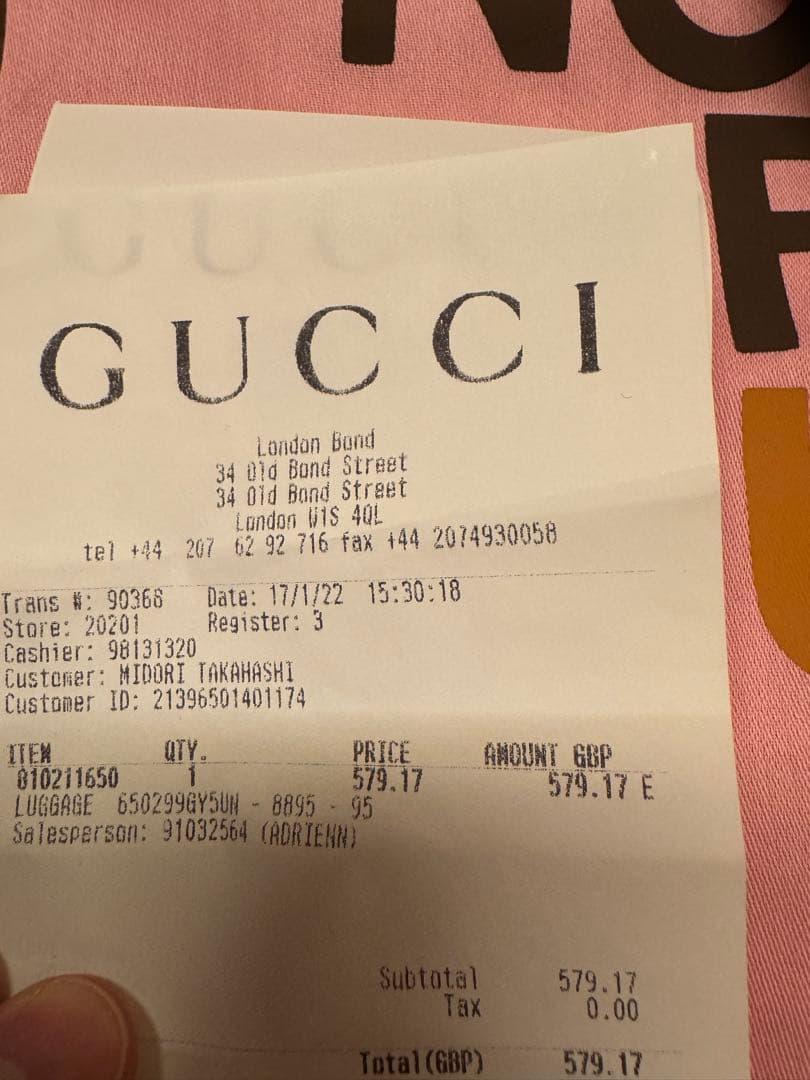 NO
F
GUCCI
London Bond
34 Old Bond Street
34 Old Bond Street
London W1S 4QL
tel +44 207 62 92 716 fax +44 2074930058
Trans #: 90368 Date: 17/1/22 15:30:18
Store: 20201 Register: 3
Cashier: 98131320
Customer: MIDORI TAKAHASHI
Customer ID: 21396501401174
ITEM QTY. PRICE AMOUNT GBP
810211650 1 579.17 579.17 E
LUGGAGE 650299GY5UN - 8895 - 95
Salesperson: 91032564 (ADRIENN)
Subtotal 579.17
Tax 0.00
Total(GBP) 579.17